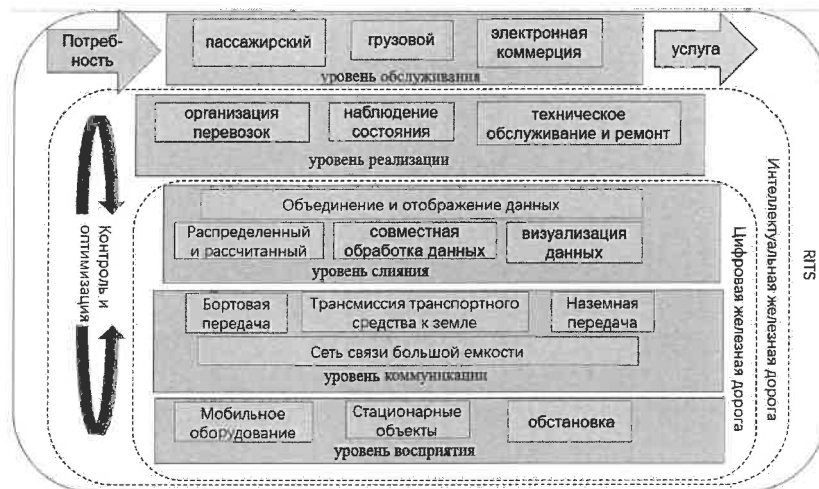 Потреб-
ность
пассажирский
грузовой
электронная
коммерция
услуга
уровень обслуживания
организация
перевозок
наблюдение
состояния
техническое
обслуживание и ремонт
уровень реализации
Объединение и отображение данных
Распределенный
и рассчитанный
совместная
обработка данных
визуализация
данных
уровень слияния
Бортовая
передача
Трансмиссия транспортного
средства к земле
Наземная
передача
Сеть связи большой емкости
уровень коммуникации
Мобильное
оборудование
Стационарные
объекты
обстановка
уровень восприятия
Контроль и
оптимизация
Цифровая железная дорога
Интеллектуальная железная дорога
RITS